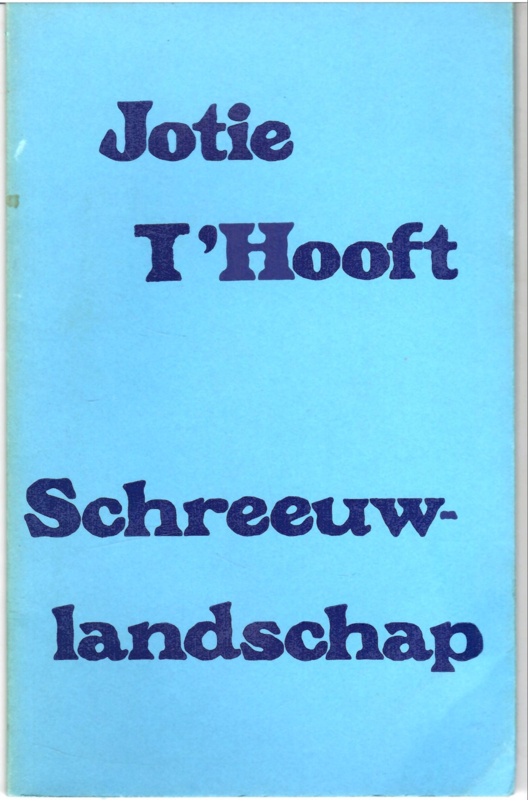 Jotie
T'Hooft
Schreeuw-
landschap